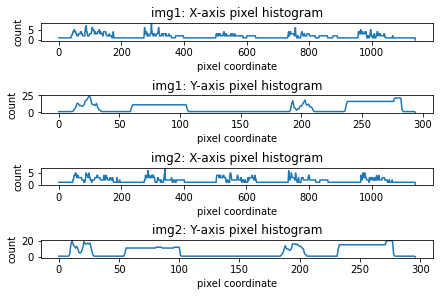 img1: X-axis pixel histogram
count
5
0
0 200 400 600 800 1000
pixel coordinate
img1: Y-axis pixel histogram
count
25
0
0 50 100 150 200 250 300
pixel coordinate
img2: X-axis pixel histogram
count
5
0
0 200 400 600 800 1000
pixel coordinate
img2: Y-axis pixel histogram
count
20
0
0 50 100 150 200 250 300
pixel coordinate